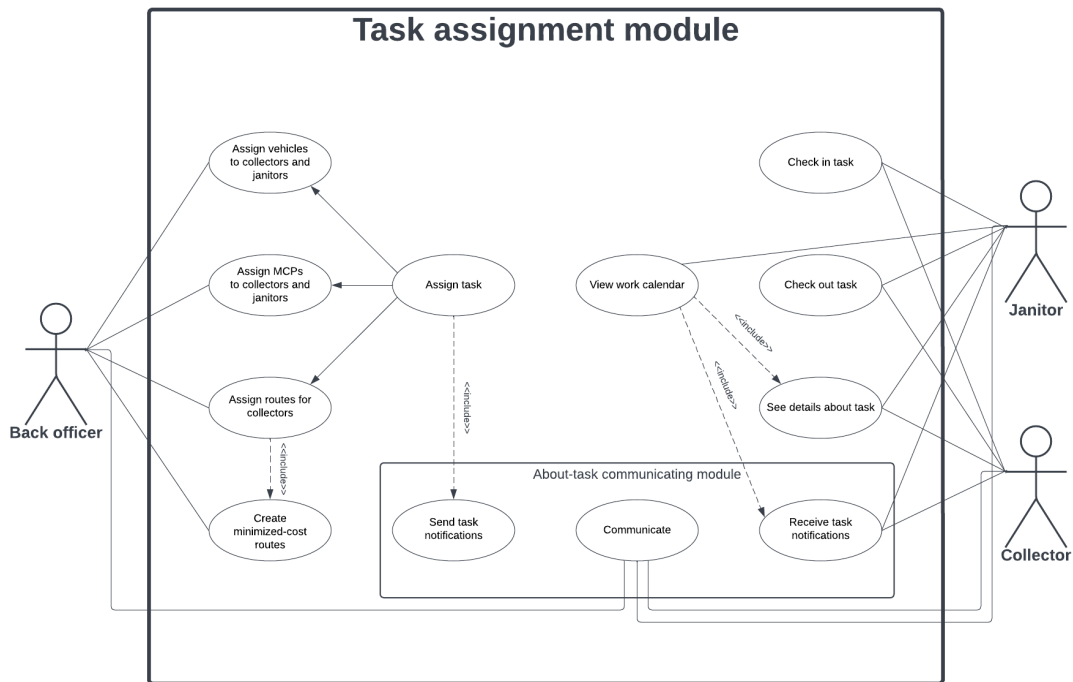 Task assignment module
Assign vehicles
to collectors and
janitors
Check in task
Assign MCPs
to collectors and
janitors
Assign task
View work calendar
Check out task
Janitor
<<include>>
<<include>>
Assign routes for
collectors
<<include>>
See details about task
Back officer
<<include>>
About-task communicating module
Create
minimized-cost
routes
Send task
notifications
Communicate
Receive task
notifications
Collector